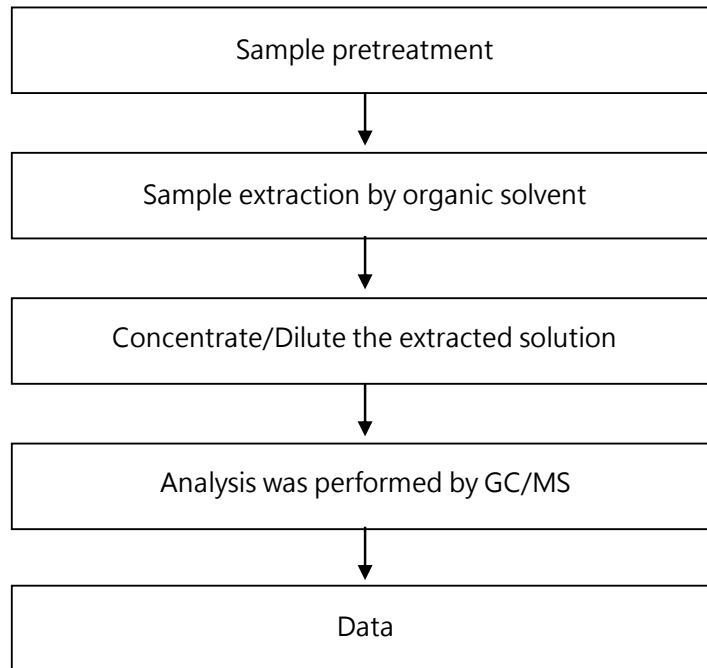 Sample pretreatment
Sample extraction by organic solvent
Concentrate/Dilute the extracted solution
Analysis was performed by GC/MS
Data